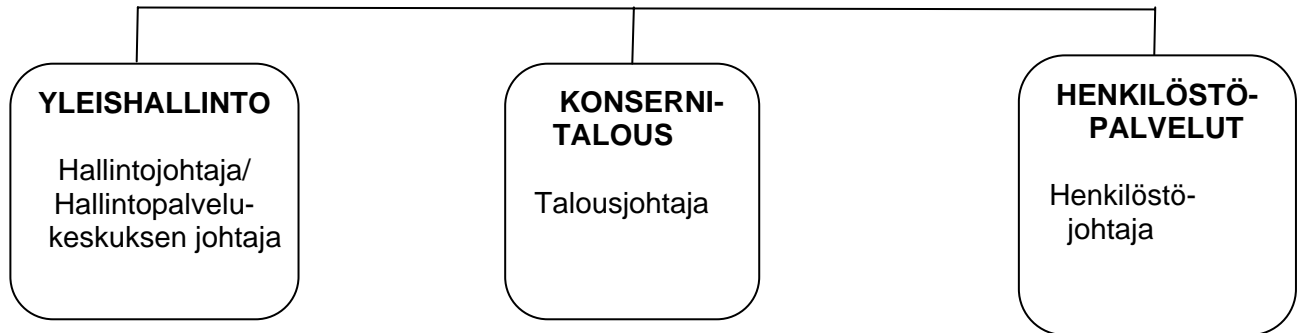 YLEISHALLINTO
Hallintojohtaja/
Hallintopalvelu-
keskuksen johtaja
KONSERNI-
TALOUS
Talousjohtaja
HENKILÖSTÖ-
PALVELUT
Henkilöstö-
johtaja